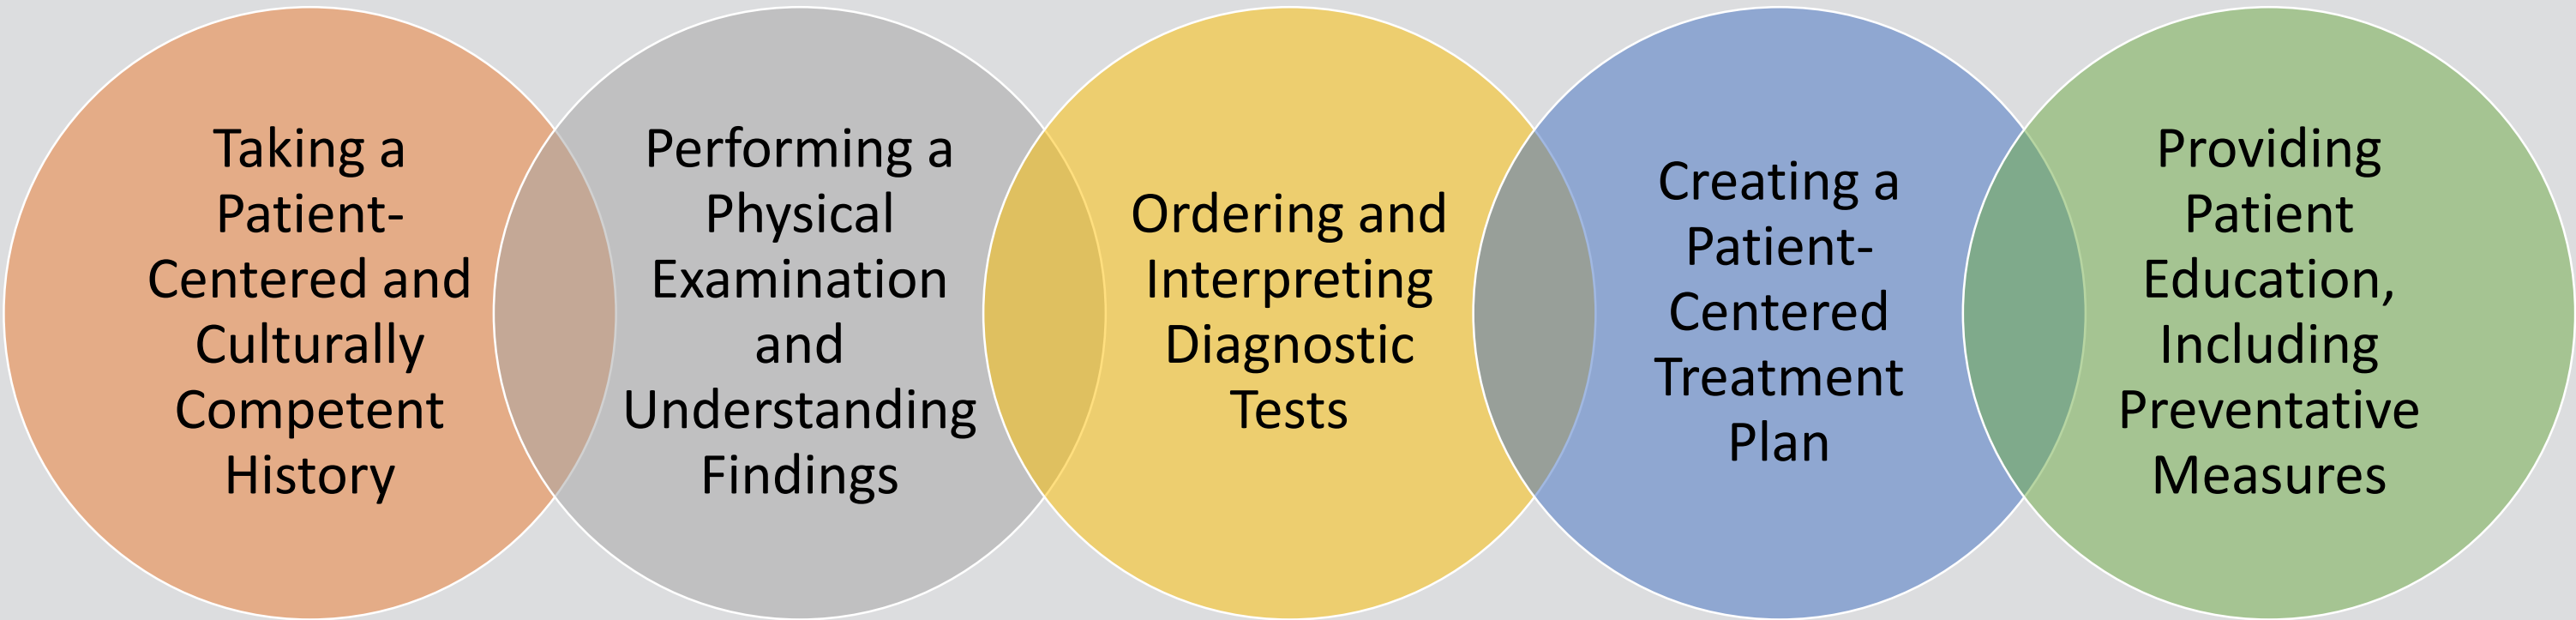 Taking a
Patient-
Centered and
Culturally
Competent
History
Performing a
Physical
Examination
and
Understanding
Findings
Ordering and
Interpreting
Diagnostic
Tests
Creating a
Patient-
Centered
Treatment
Plan
Providing
Patient
Education,
Including
Preventative
Measures